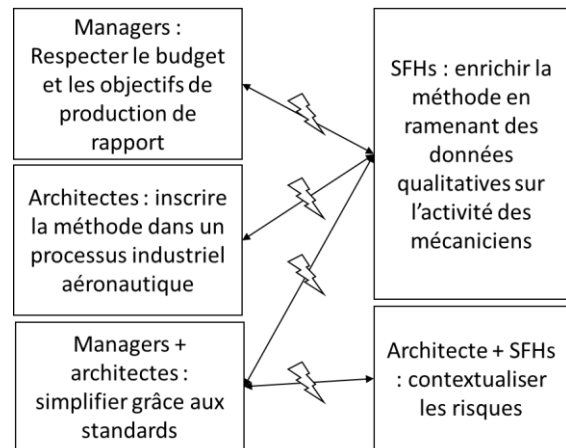 Managers :
Respecter le budget
et les objectifs de
production de
rapport
Architectes : inscrire
la méthode dans un
processus industriel
aéronautique
Managers +
architectes :
simplifier grâce aux
standards
SFHs : enrichir la
méthode en
ramenant des
données
qualitatives sur
l’activité des
mécaniciens
Architecte + SFHs
: contextualiser
les risques